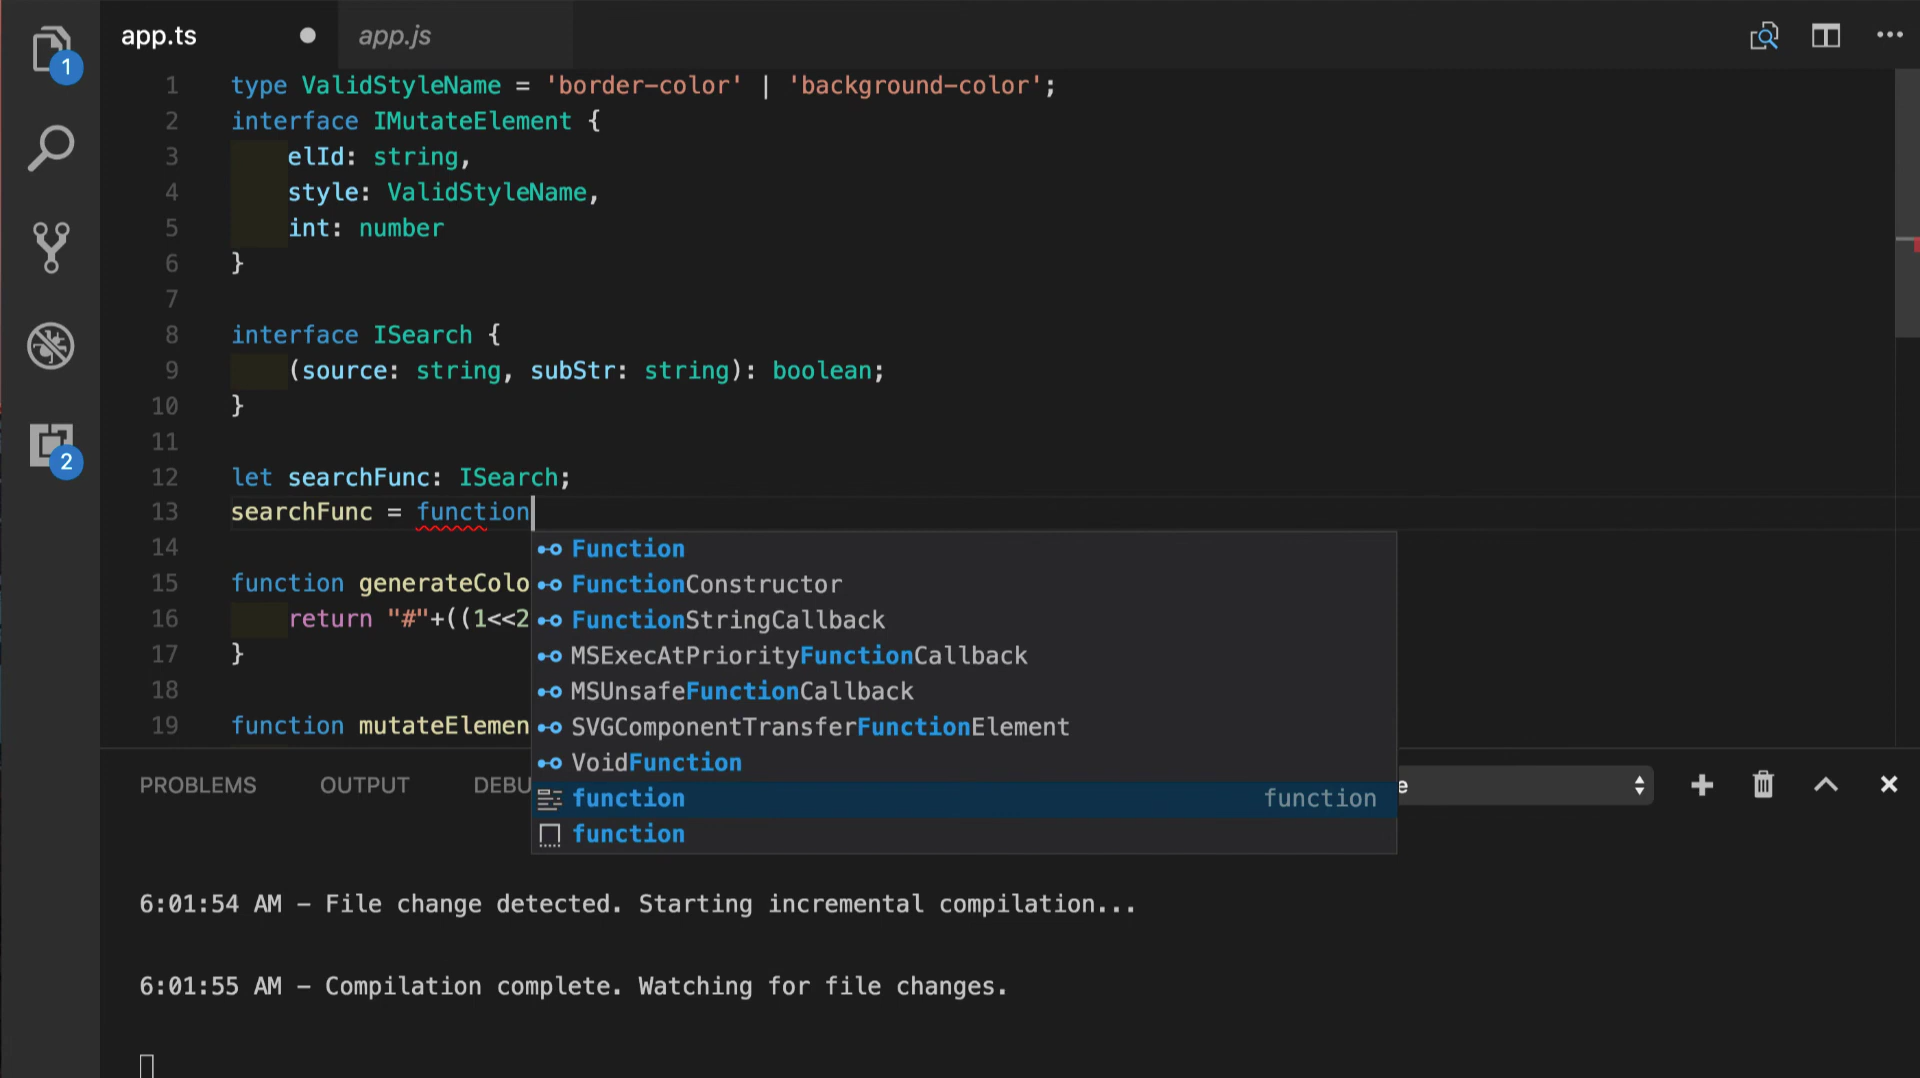 1
2
app.ts
app.js
1 type ValidStyleName = 'border-color' | 'background-color';
2 interface IMutateElement {
3 elId: string,
4 style: ValidStyleName,
5 int: number
6 }
7
8 interface ISearch {
9 (source: string, subStr: string): boolean;
10 }
11
12 let searchFunc: ISearch;
13 searchFunc = function
14
15 function generateColo
16 return "#"+((1<<2
17 }
18
19 function mutateElemen
Function
FunctionConstructor
FunctionStringCallback
MSExecAtPriorityFunctionCallback
MSUnsafeFunctionCallback
SVGComponentTransferFunctionElement
VoidFunction
function function
function
PROBLEMS OUTPUT DEBU e
6:01:54 AM – File change detected. Starting incremental compilation...
6:01:55 AM – Compilation complete. Watching for file changes.